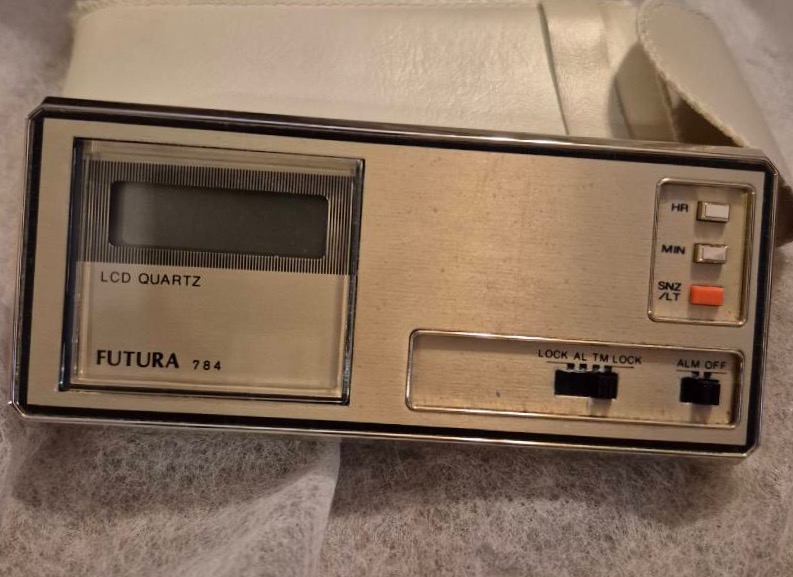 LCD QUARTZ
FUTURA 784
HR
MIN
SNZ
/LT
LOCK AL TM LOCK
ALM OFF